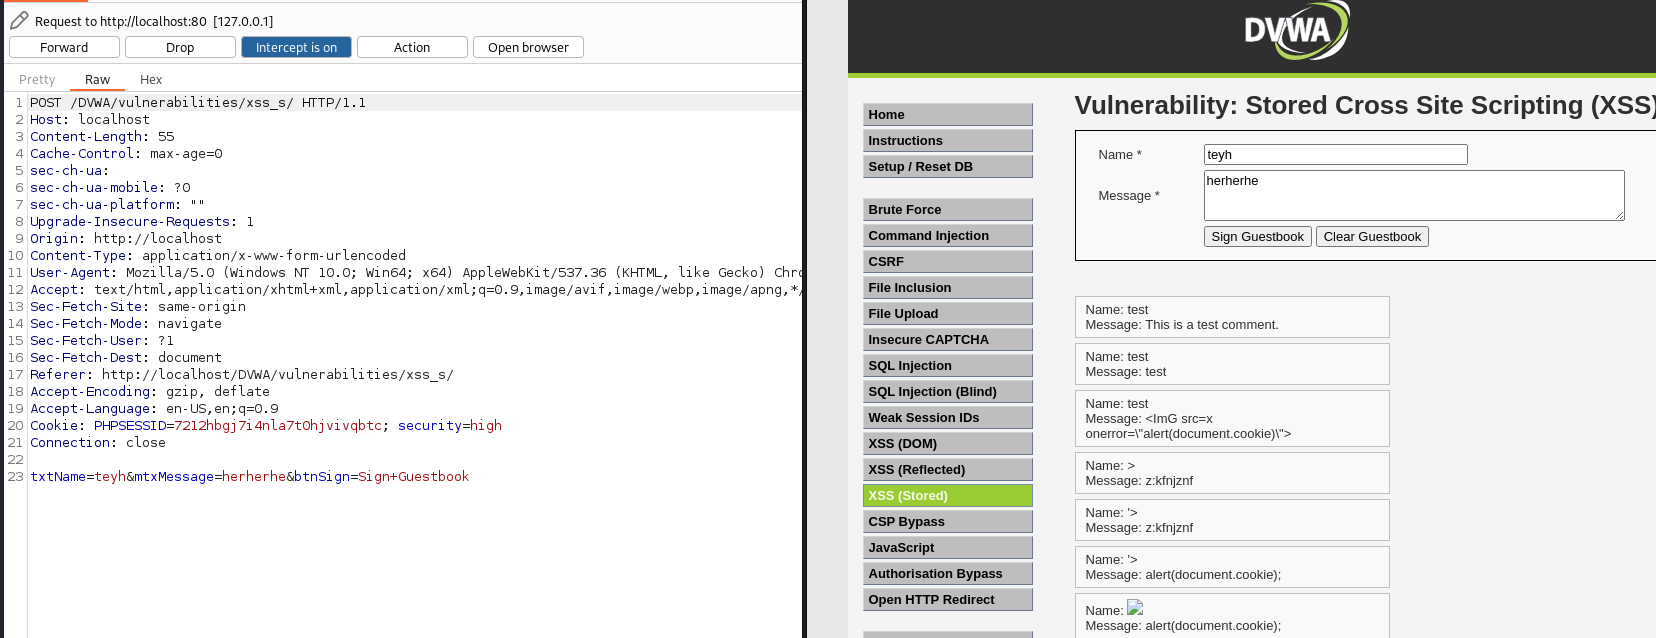 Request to http://localhost:80 [127.0.0.1]
Forward
Drop
Intercept is on
Action
Open browser
Pretty
Raw
Hex
1 POST /DVWA/vulnerabilities/xss_s/ HTTP/1.1
2 Host: localhost
3 Content-Length: 55
4 Cache-Control: max-age=0
5 sec-ch-ua:
6 sec-ch-ua-mobile: ?0
7 sec-ch-ua-platform: ""
8 Upgrade-Insecure-Requests: 1
9 Origin: http://localhost
10 Content-Type: application/x-www-form-urlencoded
11 User-Agent: Mozilla/5.0 (Windows NT 10.0; Win64; x64) AppleWebKit/537.36 (KHTML, like Gecko) Chro
12 Accept: text/html,application/xhtml+xml,application/xml;q=0.9,image/avif,image/webp,image/apng,*/
13 Sec-Fetch-Site: same-origin
14 Sec-Fetch-Mode: navigate
15 Sec-Fetch-User: ?1
16 Sec-Fetch-Dest: document
17 Referer: http://localhost/DVWA/vulnerabilities/xss_s/
18 Accept-Encoding: gzip, deflate
19 Accept-Language: en-US,en;q=0.9
20 Cookie: PHPSESSID=7212hbgj7i4nla7t0hjvivqbtc; security=high
21 Connection: close
22
23 txtName=teyh&mtxMessage=herherhe&btnSign=Sign+Guestbook
DVWA
Home
Instructions
Setup / Reset DB
Brute Force
Command Injection
CSRF
File Inclusion
File Upload
Insecure CAPTCHA
SQL Injection
SQL Injection (Blind)
Weak Session IDs
XSS (DOM)
XSS (Reflected)
XSS (Stored)
CSP Bypass
JavaScript
Authorisation Bypass
Open HTTP Redirect
Vulnerability: Stored Cross Site Scripting (XSS)
Name * teyh
Message * herherhe
Sign Guestbook
Clear Guestbook
Name: test
Message: This is a test comment.
Name: test
Message: test
Name: test
Message: <ImG src=x
onerror=\"alert(document.cookie)\">
Name: >
Message: z:kfnjznf
Name: '>
Message: z:kfnjznf
Name: '>
Message: alert(document.cookie);
Name:
Message: alert(document.cookie);